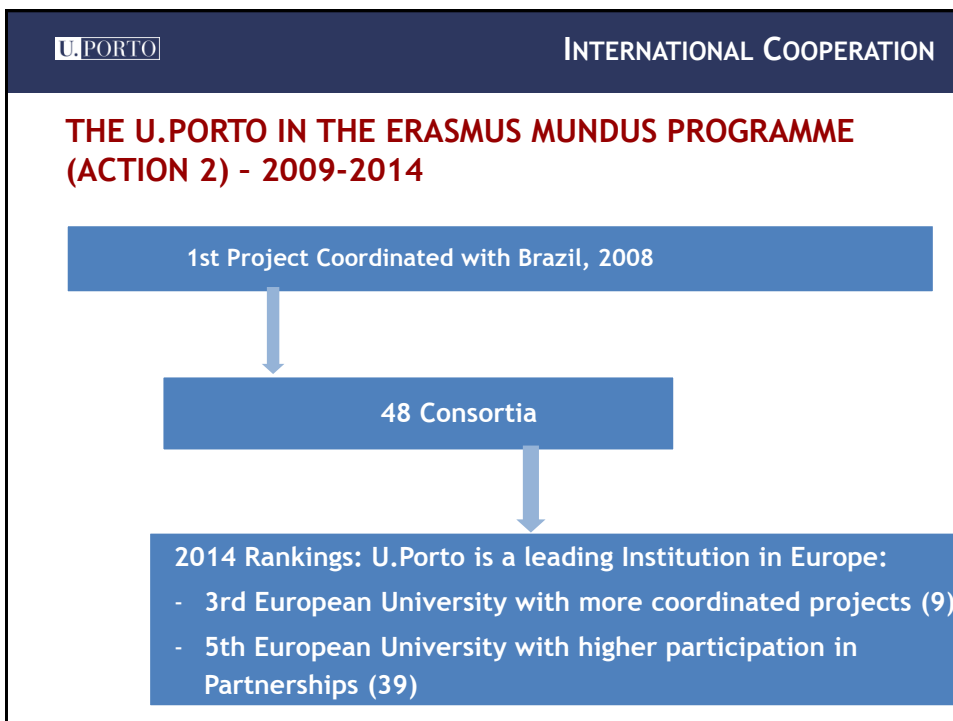 U.PORTO
INTERNATIONAL COOPERATION
THE U.PORTO IN THE ERASMUS MUNDUS PROGRAMME
(ACTION 2) – 2009-2014
1st Project Coordinated with Brazil, 2008
48 Consortia
2014 Rankings: U.Porto is a leading Institution in Europe:
- 3rd European University with more coordinated projects (9)
- 5th European University with higher participation in
Partnerships (39)